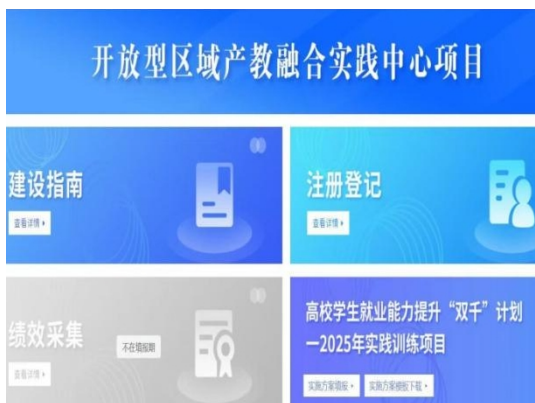 开放型区域产教融合实践中心项目
建设指南
查看详情
注册登记
查看详情
绩效采集
不在填报期
查看详情
高校学生就业能力提升“双千”计划
—2025年实践训练项目
实施方案填报
实施方案模板下载